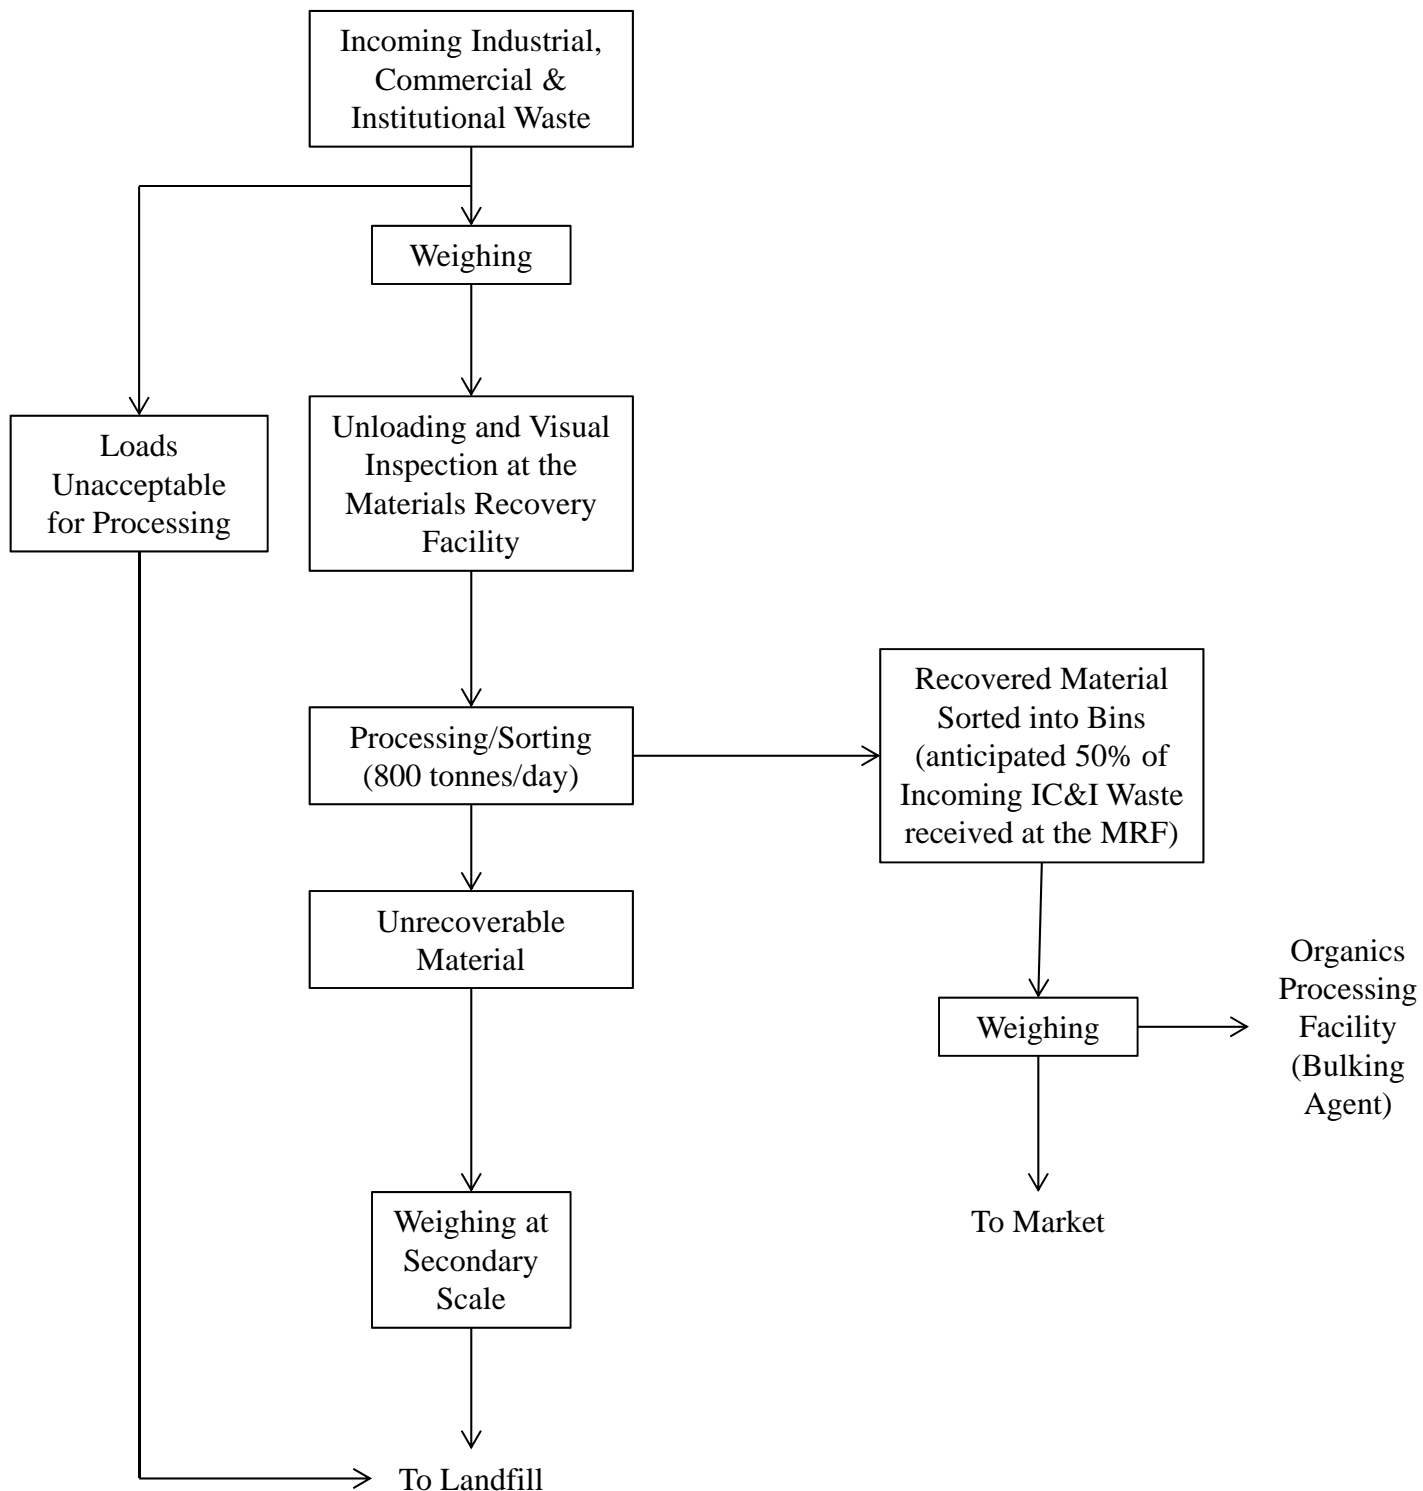 Incoming Industrial,
Commercial &
Institutional Waste
Weighing
Loads
Unacceptable
for Processing
Unloading and Visual
Inspection at the
Materials Recovery
Facility
Processing/Sorting
(800 tonnes/day)
Recovered Material
Sorted into Bins
(anticipated 50% of
Incoming IC&I Waste
received at the MRF)
Unrecoverable
Material
Weighing
Organics
Processing
Facility
(Bulking
Agent)
Weighing at
Secondary
Scale
To Market
To Landfill